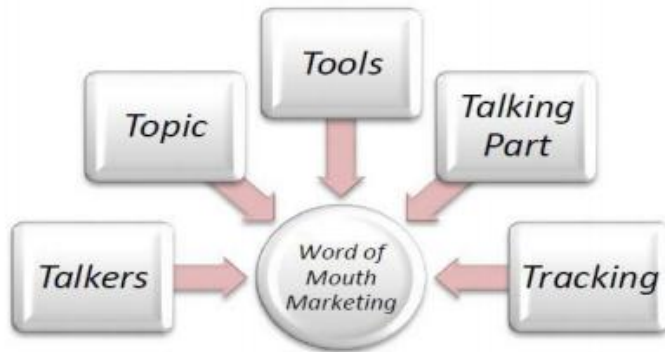 Tools
Topic
Talking
Part
Talkers
Word of
Mouth
Marketing
Tracking